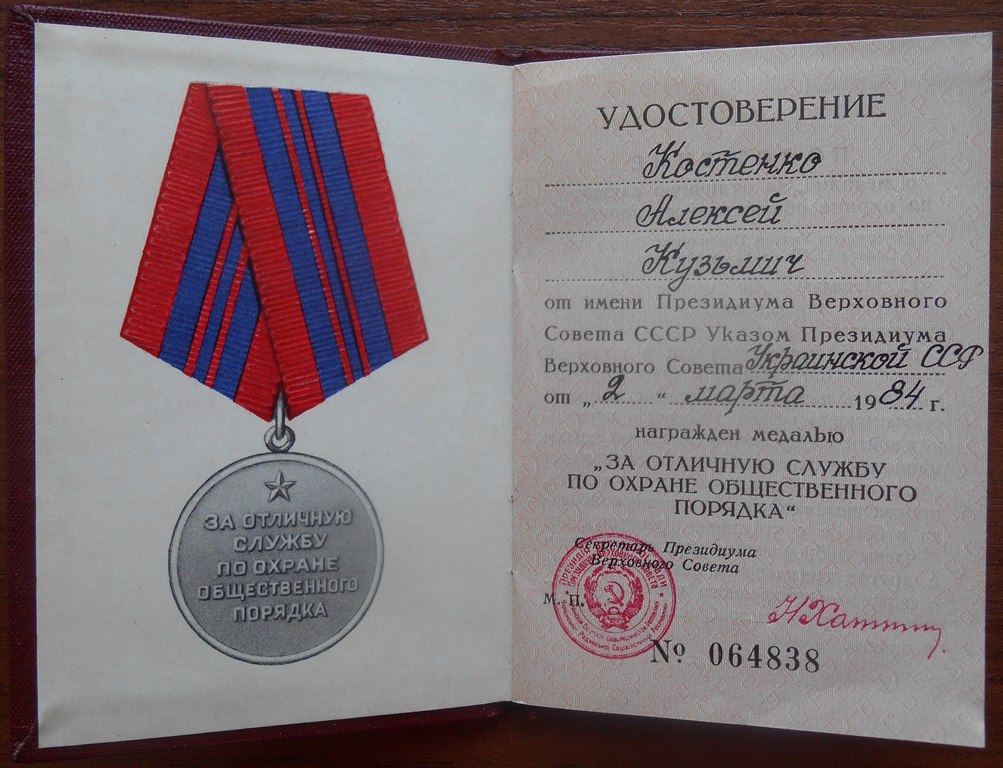 ЗА ОТЛИЧНУЮ
СЛУЖБУ
ПО ОХРАНЕ
ОБЩЕСТВЕННОГО
ПОРЯДКА
УДОСТОВЕРЕНИЕ
Костенко
Алексей
Кузьмич
от имени Президиума Верховного
Совета СССР Указом Президиума
Верховного Совета Украинской ССР
от „2“ марта 1984 г.
награжден медалью
„ЗА ОТЛИЧНУЮ СЛУЖБУ
ПО ОХРАНЕ ОБЩЕСТВЕННОГО
ПОРЯДКА“
Секретарь Президиума
Верховного Совета
М. П.
№ 064838